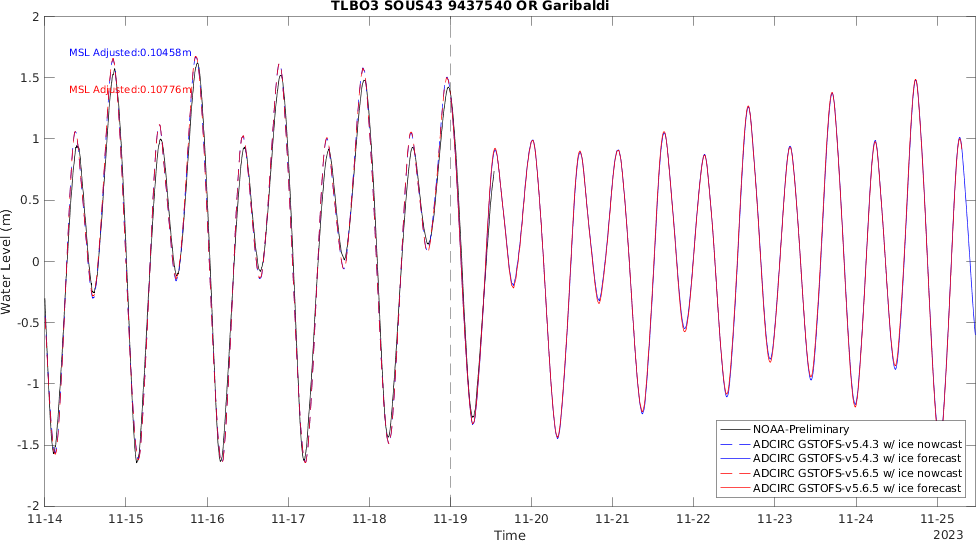 TLBO3 SOUS43 9437540 OR Garibaldi
MSL Adjusted:0.10458m
MSL Adjusted:0.10776m
Water Level (m)
2
1.5
1
0.5
0
-0.5
-1
-1.5
-2
NOAA-Preliminary
ADCIRC GSTOFS-v5.4.3 w/ ice nowcast
ADCIRC GSTOFS-v5.4.3 w/ ice forecast
ADCIRC GSTOFS-v5.6.5 w/ ice nowcast
ADCIRC GSTOFS-v5.6.5 w/ ice forecast
11-14 11-15 11-16 11-17 11-18 11-19 11-20 11-21 11-22 11-23 11-24 11-25
2023
Time